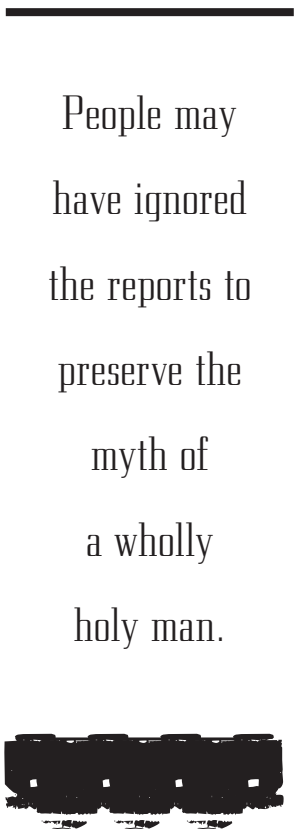 People may
have ignored
the reports to
preserve the
myth of
a wholly
holy man.